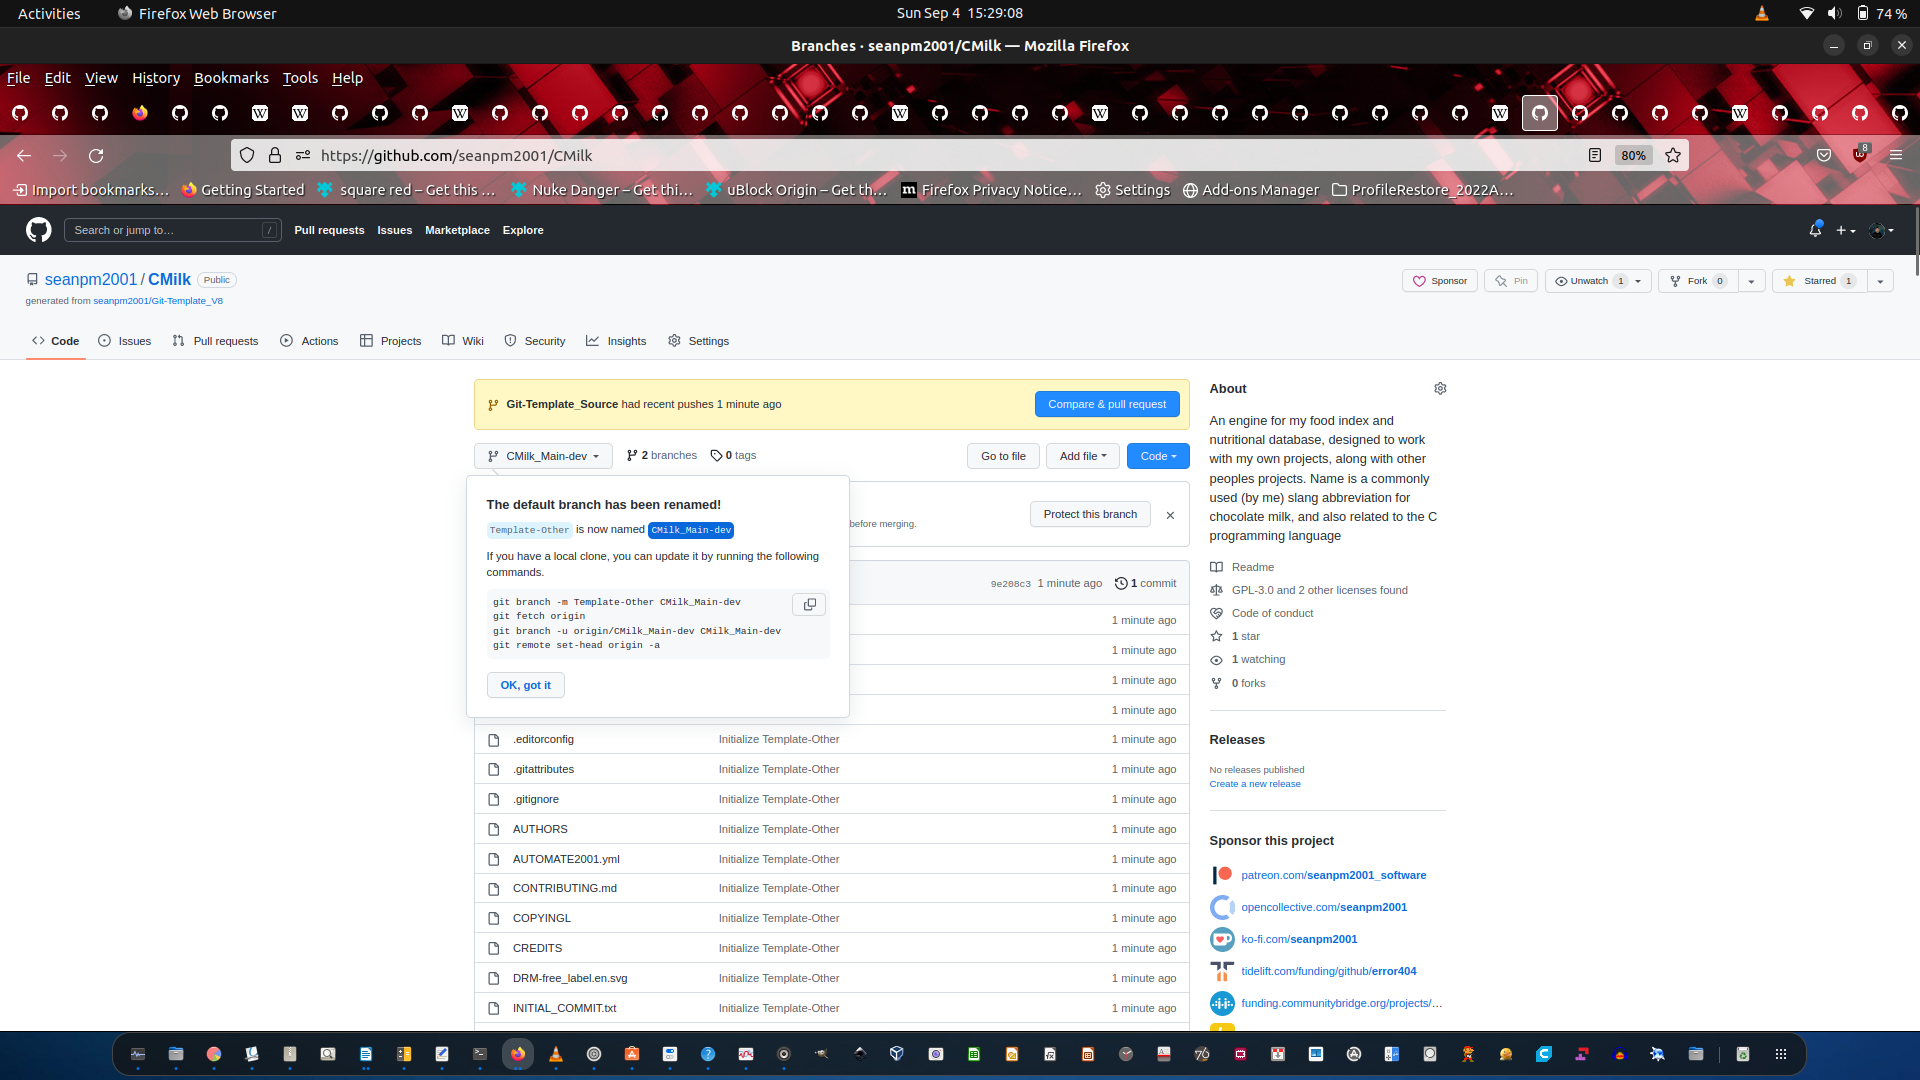 Activities
Firefox Web Browser
Sun Sep 4 15:29:08
74 %
Branches · seanpm2001/CMilk — Mozilla Firefox
File Edit View History Bookmarks Tools Help
https://github.com/seanpm2001/CMilk
80%
8
Import bookmarks… Getting Started square red – Get this … Nuke Danger – Get thi… uBlock Origin – Get th… Firefox Privacy Notice… Settings Add-ons Manager ProfileRestore_2022A…
Search or jump to… /
Pull requests Issues Marketplace Explore
seanpm2001 / CMilk Public
generated from seanpm2001/Git-Template_V8
Sponsor Pin Unwatch 1 Fork 0 Starred 1
Code Issues Pull requests Actions Projects Wiki Security Insights Settings
Git-Template_Source had recent pushes 1 minute ago
Compare & pull request
CMilk_Main-dev 2 branches 0 tags
Go to file Add file Code
The default branch has been renamed!
Template-Other is now named CMilk_Main-dev
If you have a local clone, you can update it by running the following
commands.
git branch -m Template-Other CMilk_Main-dev
git fetch origin
git branch -u origin/CMilk_Main-dev CMilk_Main-dev
git remote set-head origin -a
OK, got it
before merging.
Protect this branch
9e208c3 1 minute ago 1 commit
1 minute ago
1 minute ago
1 minute ago
1 minute ago
.editorconfig Initialize Template-Other 1 minute ago
.gitattributes Initialize Template-Other 1 minute ago
.gitignore Initialize Template-Other 1 minute ago
AUTHORS Initialize Template-Other 1 minute ago
AUTOMATE2001.yml Initialize Template-Other 1 minute ago
CONTRIBUTING.md Initialize Template-Other 1 minute ago
COPYINGL Initialize Template-Other 1 minute ago
CREDITS Initialize Template-Other 1 minute ago
DRM-free_label.en.svg Initialize Template-Other 1 minute ago
INITIAL_COMMIT.txt Initialize Template-Other 1 minute ago
About
An engine for my food index and
nutritional database, designed to work
with my own projects, along with other
peoples projects. Name is a commonly
used (by me) slang abbreviation for
chocolate milk, and also related to the C
programming language
Readme
GPL-3.0 and 2 other licenses found
Code of conduct
1 star
1 watching
0 forks
Releases
No releases published
Create a new release
Sponsor this project
patreon.com/seanpm2001_software
opencollective.com/seanpm2001
ko-fi.com/seanpm2001
tidelift.com/funding/github/error404
funding.communitybridge.org/projects/…